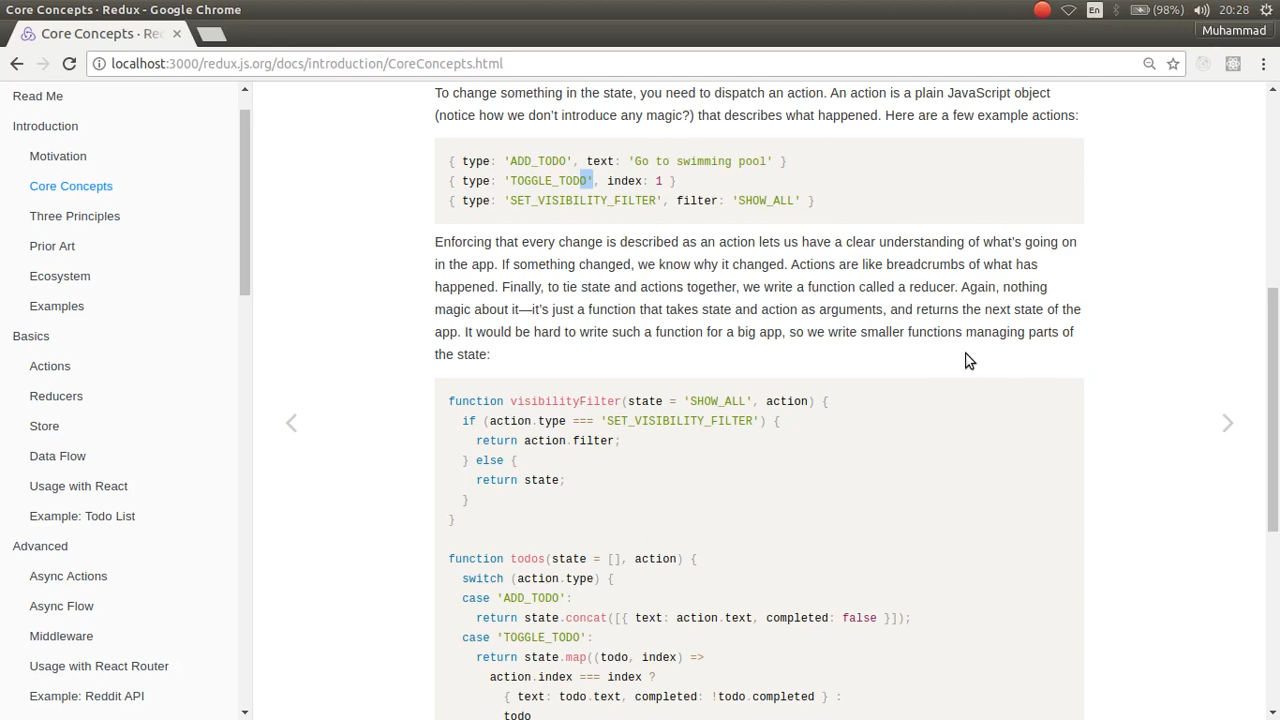 Core Concepts · Redux - Google Chrome
En
(98%)
20:28
Core Concepts · Re
Muhammad
localhost:3000/redux.js.org/docs/introduction/CoreConcepts.html
Read Me
Introduction
Motivation
Core Concepts
Three Principles
Prior Art
Ecosystem
Examples
Basics
Actions
Reducers
Store
Data Flow
Usage with React
Example: Todo List
Advanced
Async Actions
Async Flow
Middleware
Usage with React Router
Example: Reddit API
To change something in the state, you need to dispatch an action. An action is a plain JavaScript object
(notice how we don’t introduce any magic?) that describes what happened. Here are a few example actions:
{ type: 'ADD_TODO', text: 'Go to swimming pool' }
{ type: 'TOGGLE_TODO', index: 1 }
{ type: 'SET_VISIBILITY_FILTER', filter: 'SHOW_ALL' }
Enforcing that every change is described as an action lets us have a clear understanding of what’s going on
in the app. If something changed, we know why it changed. Actions are like breadcrumbs of what has
happened. Finally, to tie state and actions together, we write a function called a reducer. Again, nothing
magic about it—it’s just a function that takes state and action as arguments, and returns the next state of the
app. It would be hard to write such a function for a big app, so we write smaller functions managing parts of
the state:
function visibilityFilter(state = 'SHOW_ALL', action) {
if (action.type === 'SET_VISIBILITY_FILTER') {
return action.filter;
} else {
return state;
}
}
function todos(state = [], action) {
switch (action.type) {
case 'ADD_TODO':
return state.concat([{ text: action.text, completed: false }]);
case 'TOGGLE_TODO':
return state.map((todo, index) =>
action.index === index ?
{ text: todo.text, completed: !todo.completed } :
todo